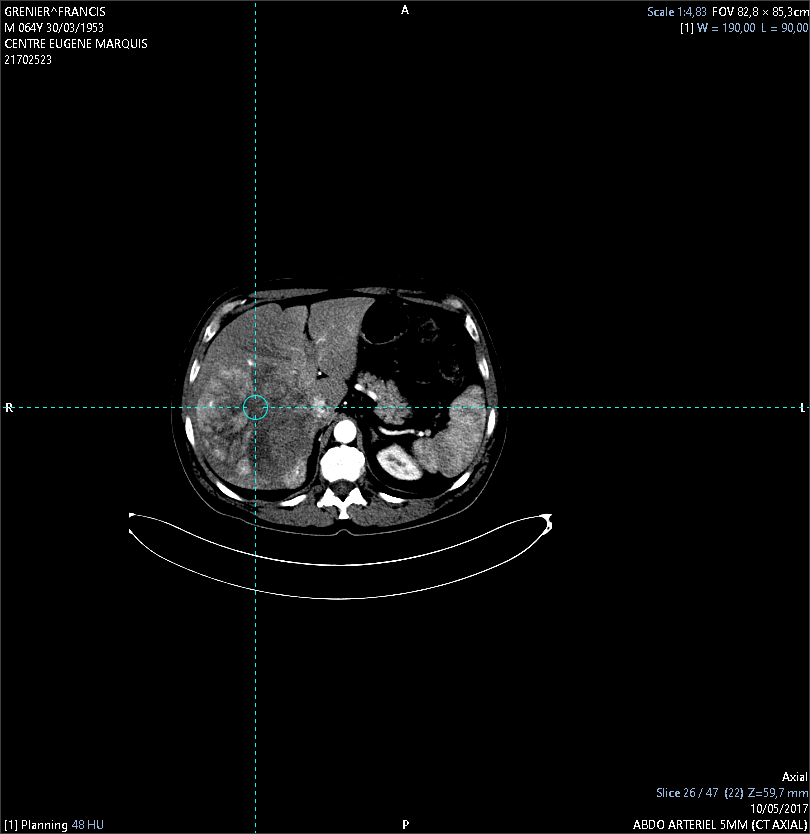 GRENIER^FRANCIS
M 064Y 30/03/1953
CENTRE EUGENE MARQUIS
21702523
A
Scale 1:4,83 FOV 82,8 × 85,3cm
[1] W = 190,00 L = 90,00
R
L
Axial
Slice 26 / 47 (22) Z=59,7 mm
10/05/2017
[1] Planning 48 HU
P
ABDO ARTERIEL 5MM (CT AXIAL)